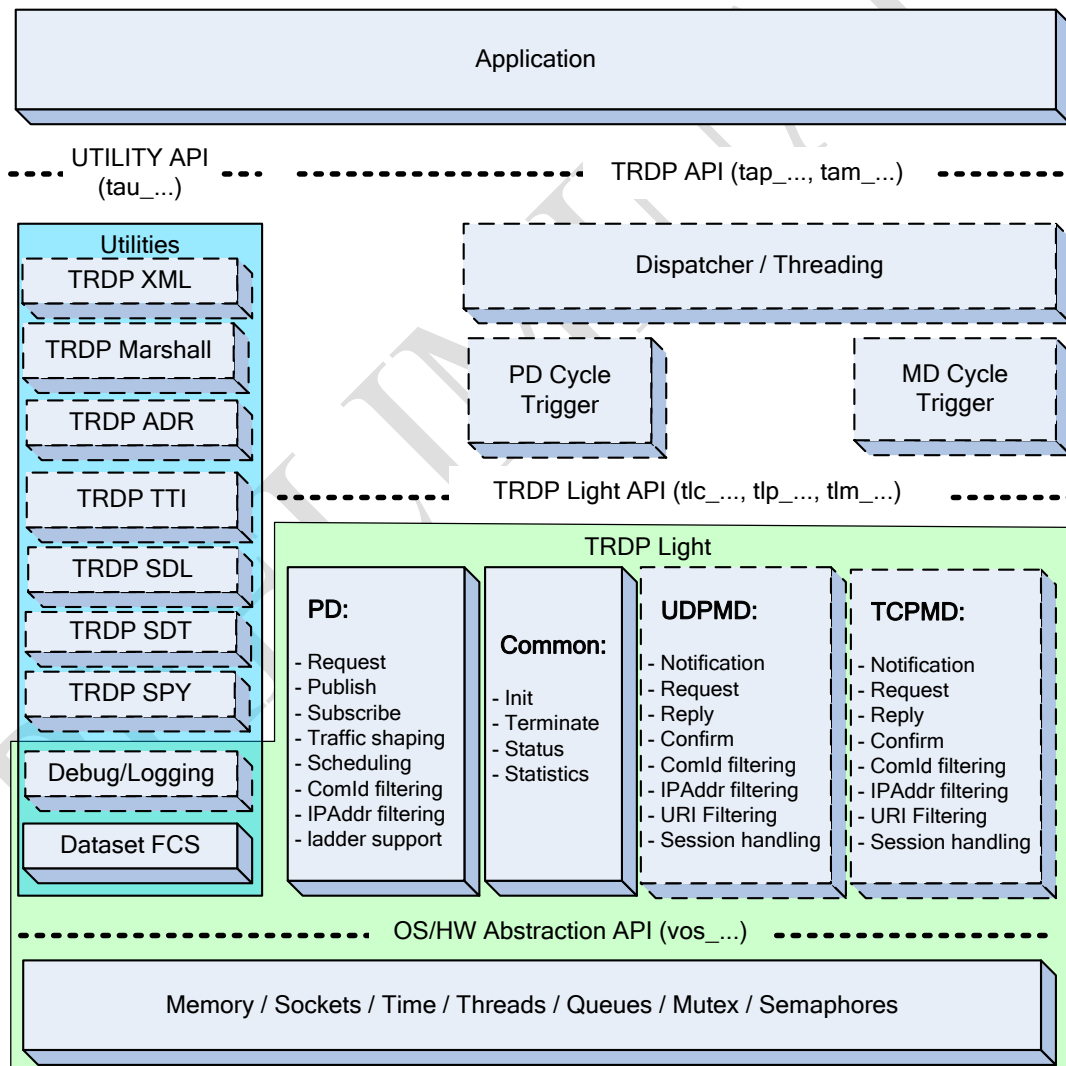 Application
UTILITY API
(tau_...)
TRDP API (tap_..., tam_...)
Utilities
TRDP XML
TRDP Marshall
TRDP ADR
TRDP TTI
TRDP SDL
TRDP SDT
TRDP SPY
Debug/Logging
Dataset FCS
Dispatcher / Threading
PD Cycle
Trigger
MD Cycle
Trigger
TRDP Light API (tlc_..., tlp_..., tlm_...)
TRDP Light
PD:
- Request
- Publish
- Subscribe
- Traffic shaping
- Scheduling
- ComId filtering
- IPAddr filtering
- ladder support
Common:
- Init
- Terminate
- Status
- Statistics
UDPMD:
- Notification
- Request
- Reply
- Confirm
- ComId filtering
- IPAddr filtering
- URI Filtering
- Session handling
TCPMD:
- Notification
- Request
- Reply
- Confirm
- ComId filtering
- IPAddr filtering
- URI Filtering
- Session handling
OS/HW Abstraction API (vos_...)
Memory / Sockets / Time / Threads / Queues / Mutex / Semaphores